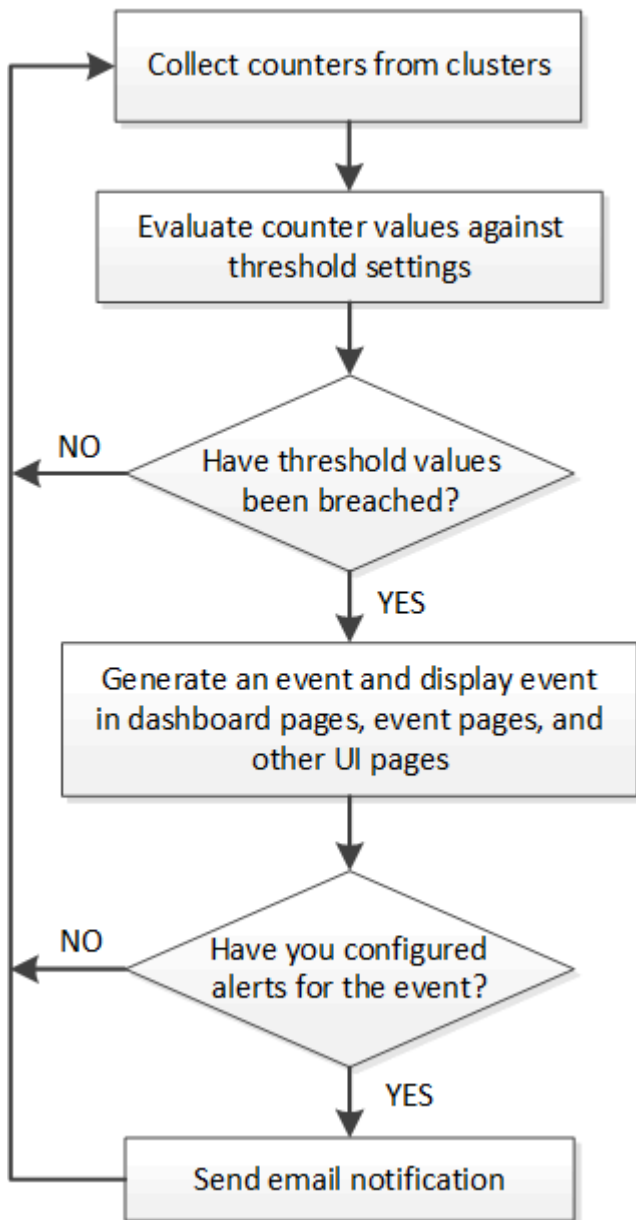 Collect counters from clusters
Evaluate counter values against
threshold settings
NO
Have threshold values
been breached?
YES
Generate an event and display event
in dashboard pages, event pages, and
other UI pages
NO
Have you configured
alerts for the event?
YES
Send email notification